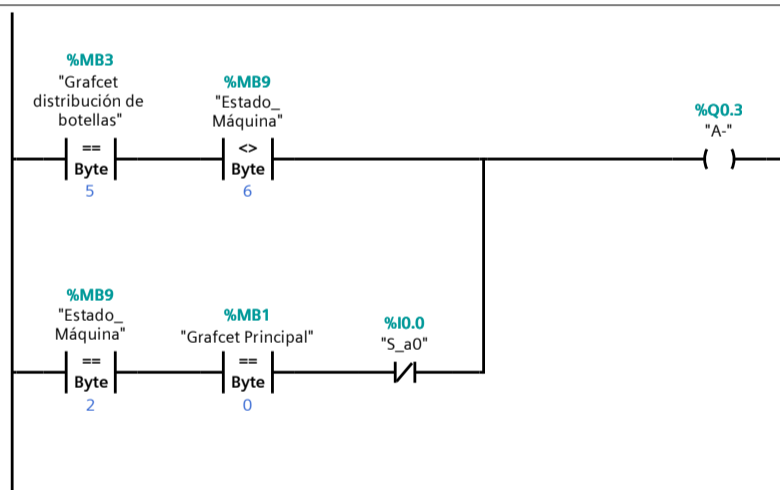 %MB3
"Grafcet
distribución de
botellas"
==
Byte
5
%MB9
"Estado_
Máquina"
<>
Byte
6
%Q0.3
"A-"
%MB9
"Estado_
Máquina"
==
Byte
2
%MB1
"Grafcet Principal"
==
Byte
0
%I0.0
"S_a0"